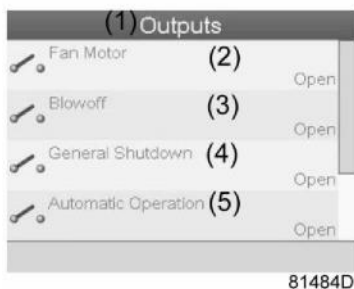 (1) Outputs
Fan Motor (2)
Open
Blowoff (3)
Open
General Shutdown (4)
Open
Automatic Operation (5)
Open
81484D